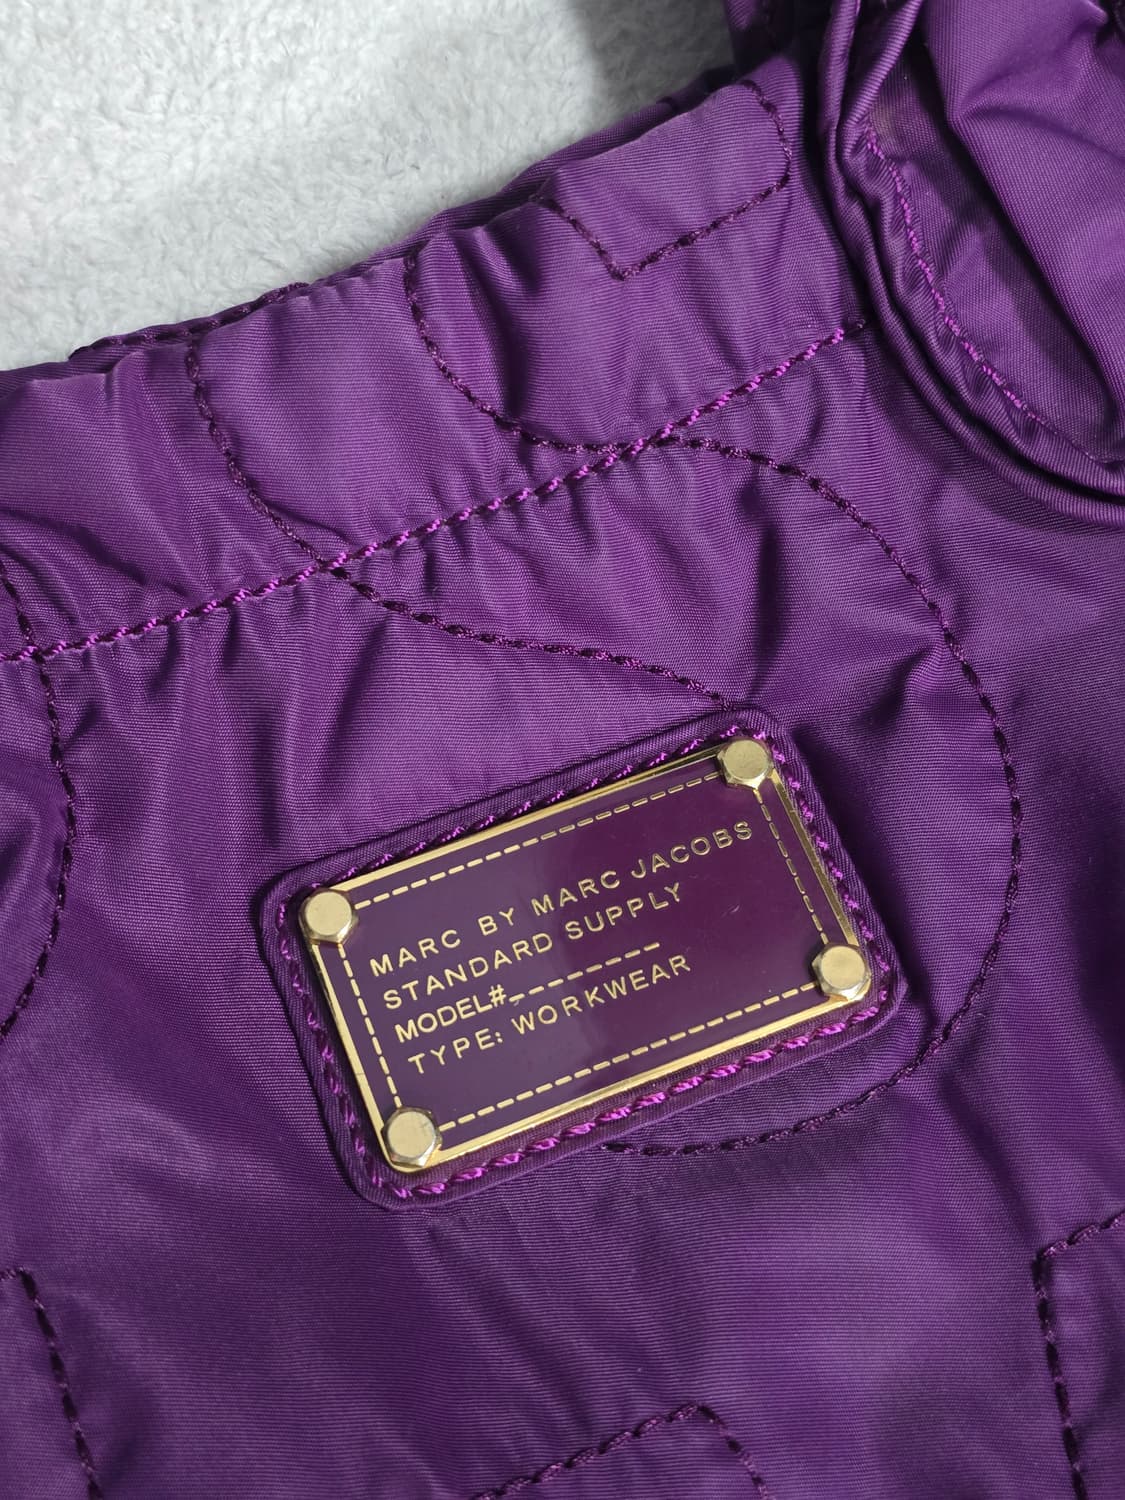 MARC BY MARC JACOBS
STANDARD SUPPLY
MODEL#_________
TYPE: WORKWEAR